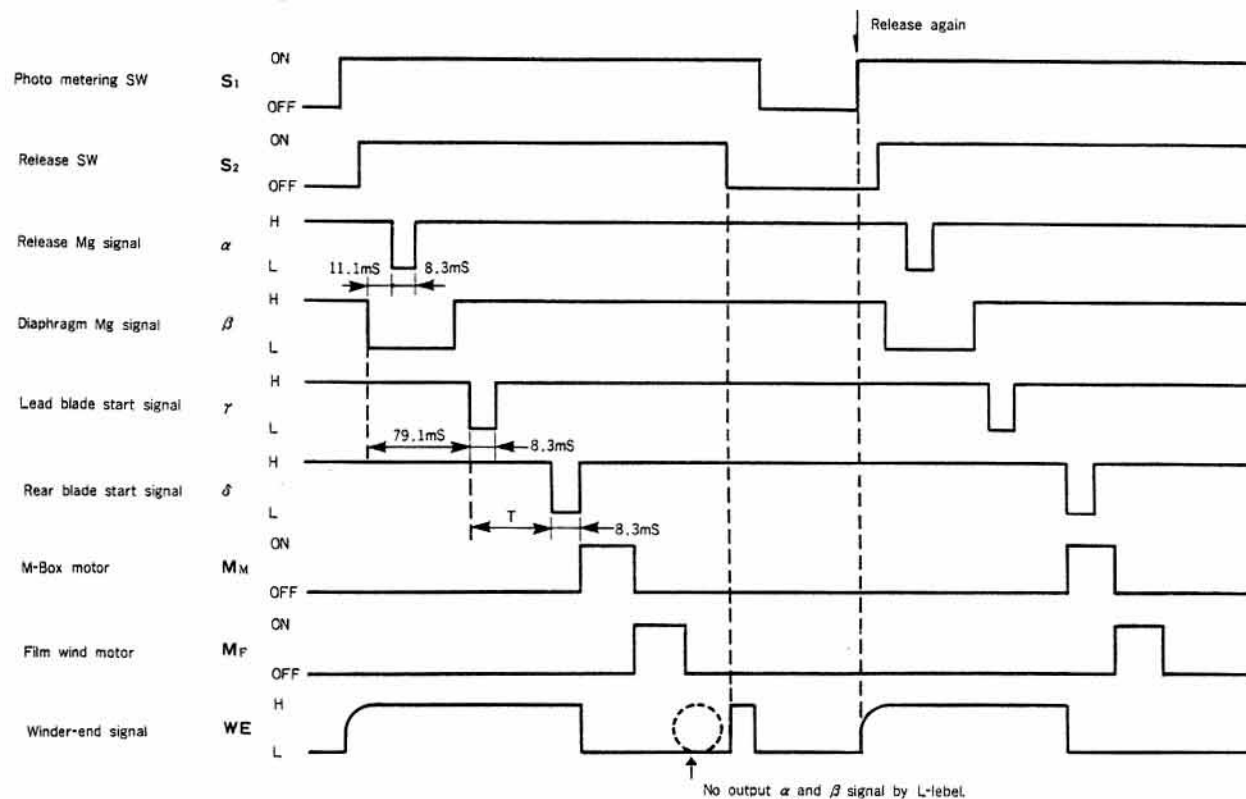 Release again
ON
Photo metering SW S1
OFF
ON
Release SW S2
OFF
H
Release Mg signal α
L
11.1mS 8.3mS
H
Diaphragm Mg signal β
L
H
Lead blade start signal γ
L
79.1mS 8.3mS
H
Rear blade start signal δ
L
T 8.3mS
ON
M-Box motor MM
OFF
ON
Film wind motor MF
OFF
H
Winder-end signal WE
L
No output α and β signal by L-lebel.